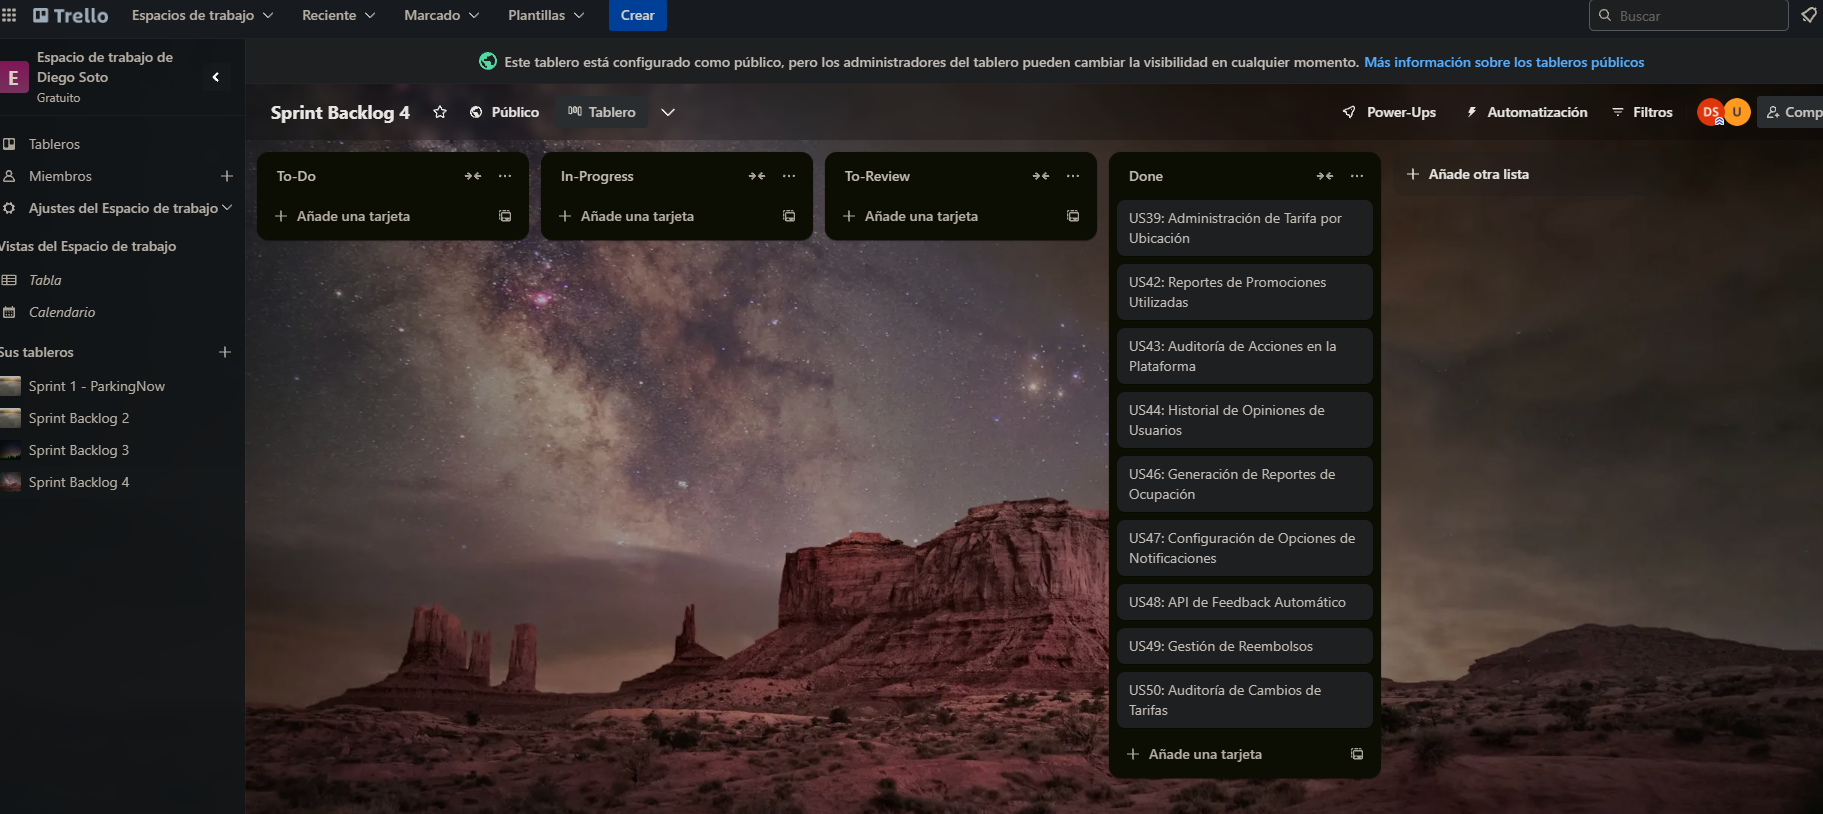 Trello
Espacios de trabajo
Reciente
Marcado
Plantillas
Crear
Buscar
E
Espacio de trabajo de
Diego Soto
Gratuito
Este tablero está configurado como público, pero los administradores del tablero pueden cambiar la visibilidad en cualquier momento. Más información sobre los tableros públicos
Sprint Backlog 4
Público
Tablero
Power-Ups
Automatización
Filtros
DS
U
Comp
Tableros
Miembros
Ajustes del Espacio de trabajo
Vistas del Espacio de trabajo
Tabla
Calendario
Sus tableros
Sprint 1 - ParkingNow
Sprint Backlog 2
Sprint Backlog 3
Sprint Backlog 4
To-Do
Añade una tarjeta
In-Progress
Añade una tarjeta
To-Review
Añade una tarjeta
Done
US39: Administración de Tarifa por
Ubicación
US42: Reportes de Promociones
Utilizadas
US43: Auditoría de Acciones en la
Plataforma
US44: Historial de Opiniones de
Usuarios
US46: Generación de Reportes de
Ocupación
US47: Configuración de Opciones de
Notificaciones
US48: API de Feedback Automático
US49: Gestión de Reembolsos
US50: Auditoría de Cambios de
Tarifas
Añade una tarjeta
Añade otra lista